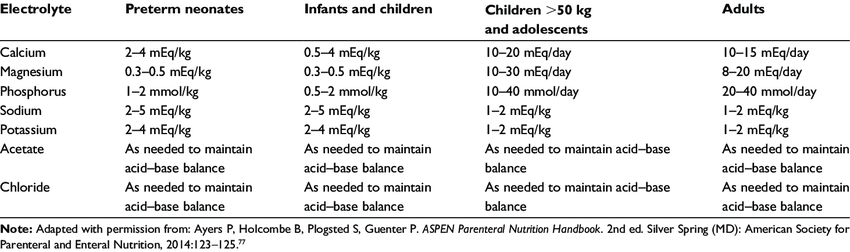 Electrolyte Preterm neonates Infants and children Children >50 kg Adults
and adolescents
Calcium 2–4 mEq/kg 0.5–4 mEq/kg 10–20 mEq/day 10–15 mEq/day
Magnesium 0.3–0.5 mEq/kg 0.3–0.5 mEq/kg 10–30 mEq/day 8–20 mEq/day
Phosphorus 1–2 mmol/kg 0.5–2 mmol/kg 10–40 mmol/day 20–40 mmol/day
Sodium 2–5 mEq/kg 2–5 mEq/kg 1–2 mEq/kg 1–2 mEq/kg
Potassium 2–4 mEq/kg 2–4 mEq/kg 1–2 mEq/kg 1–2 mEq/kg
Acetate As needed to maintain As needed to maintain As needed to maintain acid–base As needed to maintain
acid–base balance acid–base balance balance acid–base balance
Chloride As needed to maintain As needed to maintain As needed to maintain acid–base As needed to maintain
acid–base balance acid–base balance balance acid–base balance
Note: Adapted with permission from: Ayers P, Holcombe B, Plogsted S, Guenter P. ASPEN Parenteral Nutrition Handbook. 2nd ed. Silver Spring (MD): American Society for
Parenteral and Enteral Nutrition, 2014:123–125.77